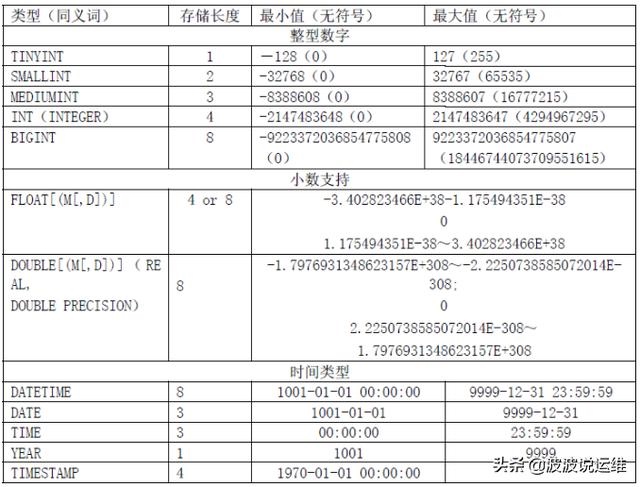 类型（同义词） 存储长度 最小值（无符号） 最大值（无符号）
整型数字
TINYINT 1 －128（0） 127（255）
SMALLINT 2 -32768（0） 32767（65535）
MEDIUMINT 3 -8388608（0） 8388607（16777215）
INT（INTEGER） 4 -2147483648（0） 2147483647（4294967295）
BIGINT 8 -9223372036854775808 9223372036854775807
（0） （18446744073709551615）
小数支持
FLOAT[(M[,D])] 4 or 8 -3.402823466E+38-1.175494351E-38
0
1.175494351E-38～3.402823466E+38
DOUBLE[(M[,D])]（ RE -1.7976931348623157E+308～-2.2250738585072014E-
AL, 8 308;
DOUBLE PRECISION） 0
2.2250738585072014E-308～
1.7976931348623157E+308
时间类型
DATETIME 8 1001-01-01 00:00:00 9999-12-31 23:59:59
DATE 3 1001-01-01 9999-12-31
TIME 3 00:00:00 23:59:59
YEAR 1 1001 9999
TIMESTAMP 4 1970-01-01 00:00:00
头条 @波波说运维